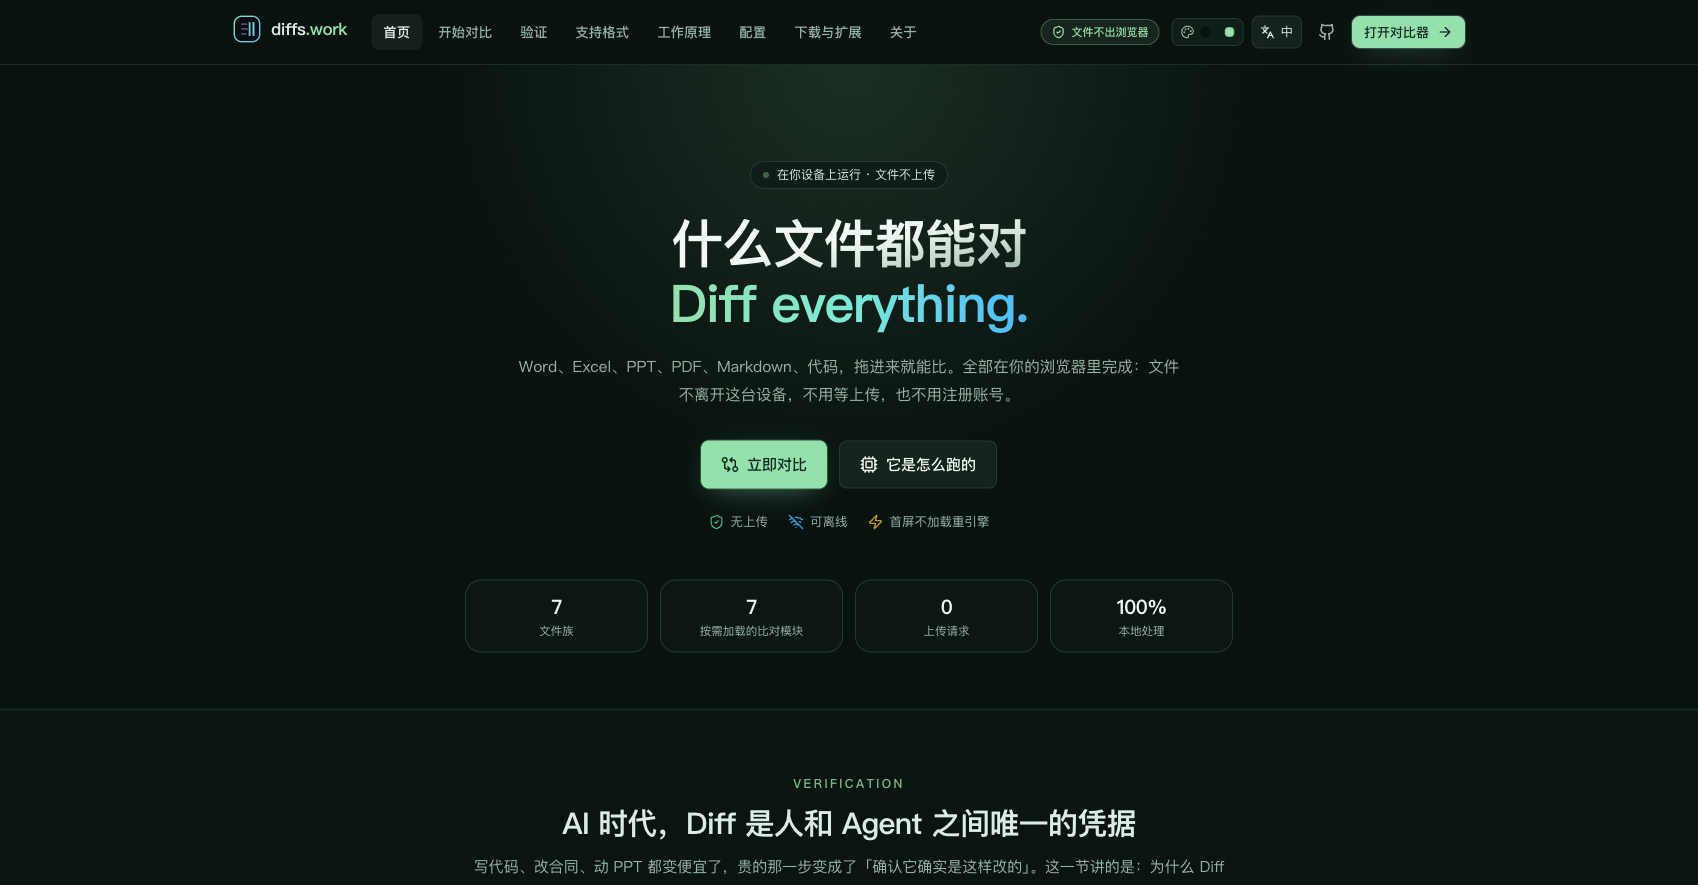 diffs.work
首页
开始对比
验证
支持格式
工作原理
配置
下载与扩展
关于
文件不出浏览器
中
打开对比器
在你设备上运行 · 文件不上传
什么文件都能对
Diff everything.
Word、Excel、PPT、PDF、Markdown、代码，拖进来就能比。全部在你的浏览器里完成：文件
不离开这台设备，不用等上传，也不用注册账号。
立即对比
它是怎么跑的
无上传
可离线
首屏不加载重引擎
7
文件族
7
按需加载的比对模块
0
上传请求
100%
本地处理
VERIFICATION
AI 时代，Diff 是人和 Agent 之间唯一的凭据
写代码、改合同、动 PPT 都变便宜了，贵的那一步变成了「确认它确实是这样改的」。这一节讲的是：为什么 Diff